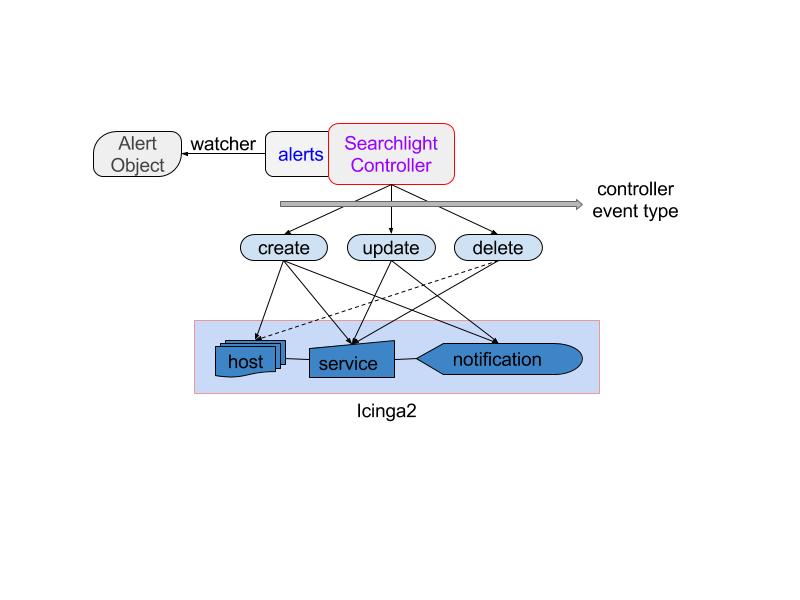 Alert
Object
watcher
alerts
Searchlight
Controller
controller
event type
create
update
delete
host
service
notification
Icinga2